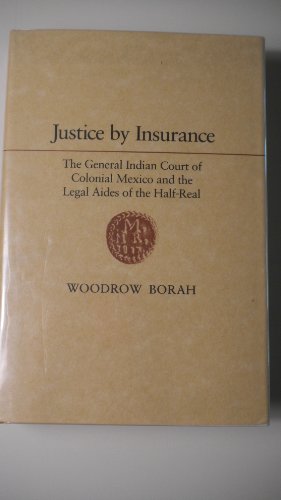 Justice by Insurance
The General Indian Court of
Colonial Mexico and the
Legal Aides of the Half-Real
WOODROW BORAH